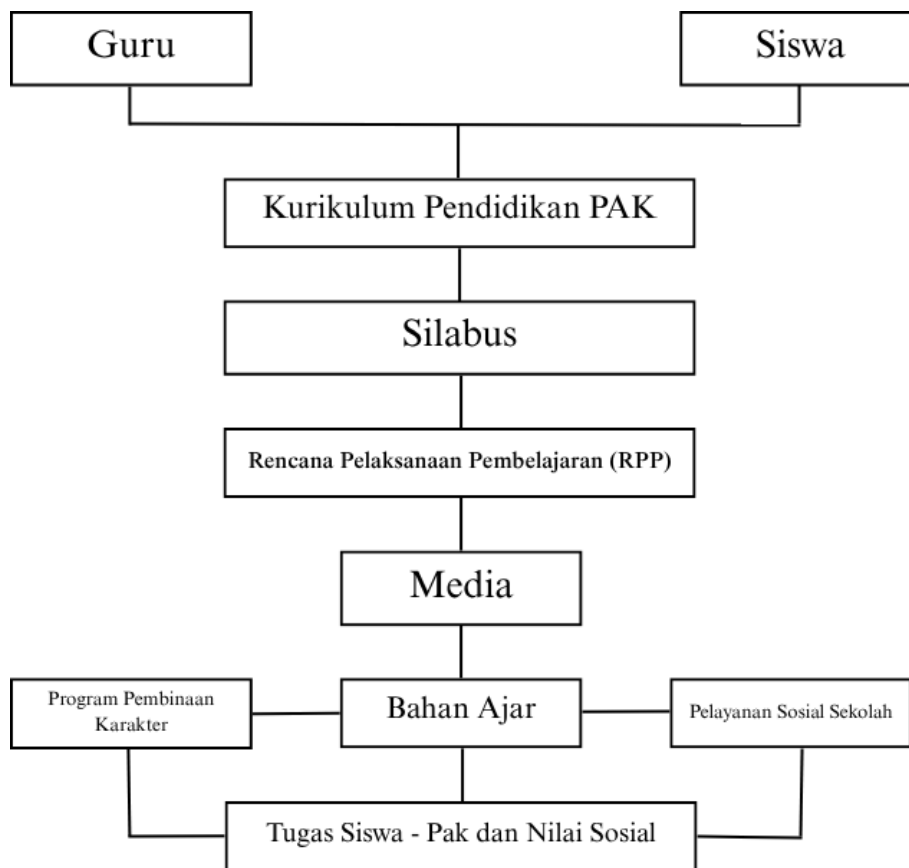 Guru
Siswa
Kurikulum Pendidikan PAK
Silabus
Rencana Pelaksanaan Pembelajaran (RPP)
Media
Program Pembinaan
Karakter
Bahan Ajar
Pelayanan Sosial Sekolah
Tugas Siswa - Pak dan Nilai Sosial